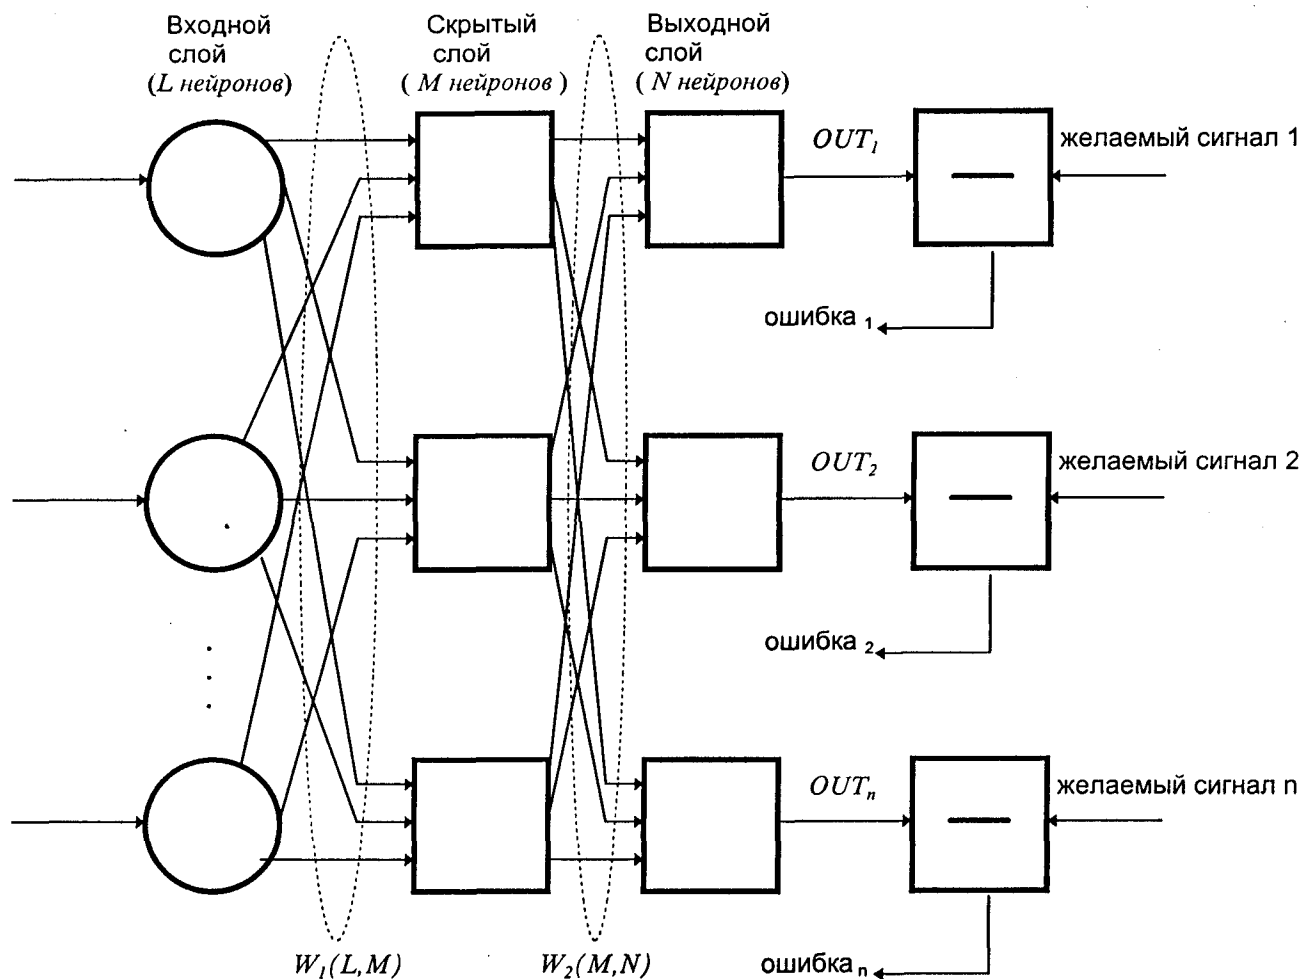 Входной
слой
(L нейронов)
Скрытый
слой
( M нейронов )
Выходной
слой
( N нейронов)
OUT₁
желаемый сигнал 1
ошибка ₁
OUT₂
желаемый сигнал 2
ошибка ₂
OUTₙ
желаемый сигнал n
ошибка ₙ
W₁(L,M)
W₂(M,N)